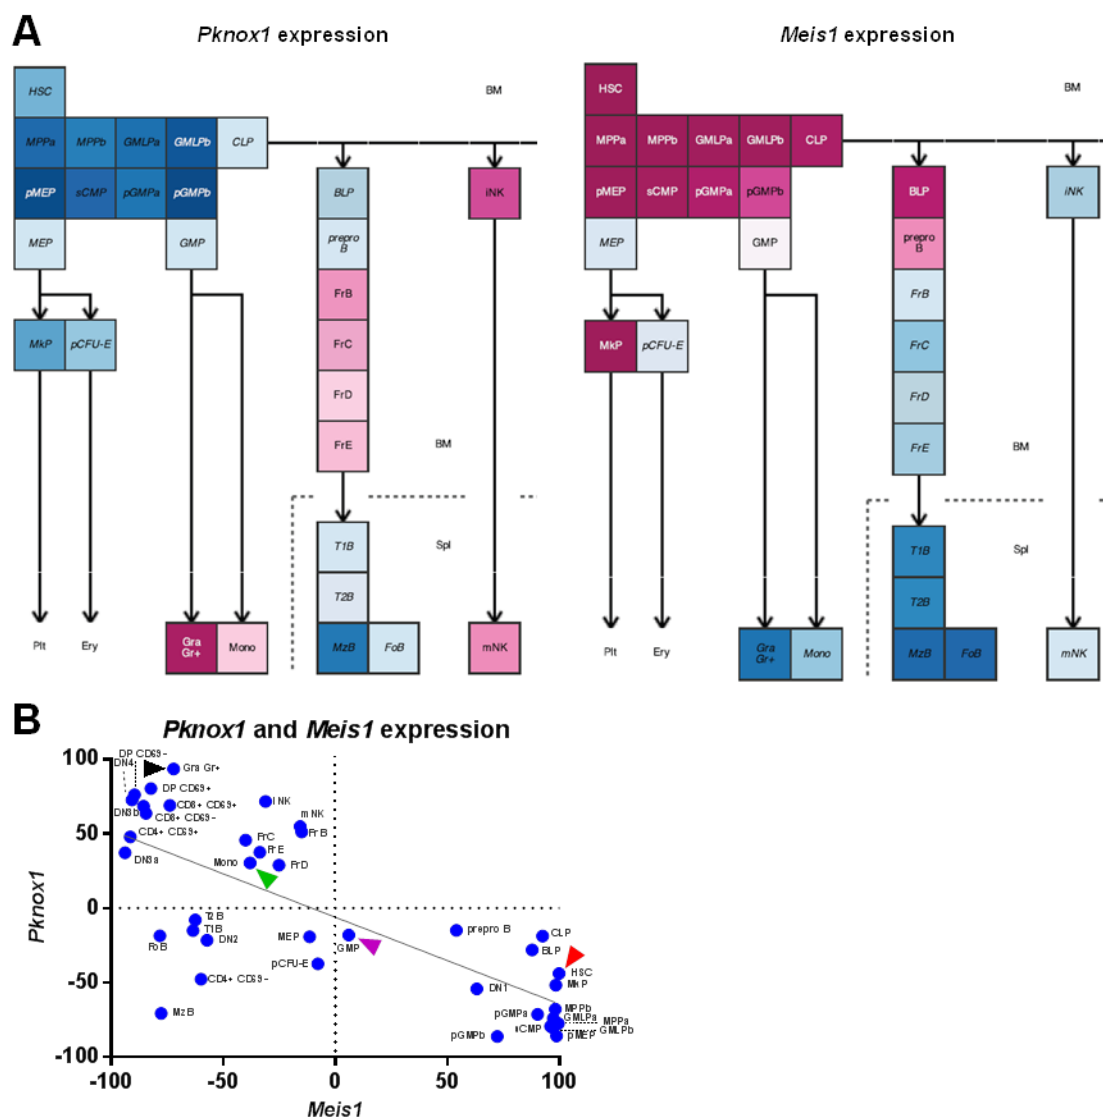 A
Pknox1 expression
Meis1 expression
HSC
BM
MPPa MPPb GMLPa GMLPb CLP
pMEP sCMP pGMPa pGMPb
BLP
iNK
MEP
GMP
prepro
B
FrB
MkP pCFU-E
FrC
FrD
FrE
BM
T1B
Spl
T2B
Plt
Ery
Gra
Gr+
Mono
MzB
FoB
mNK
HSC
BM
MPPa MPPb GMLPa GMLPb CLP
pMEP sCMP pGMPa pGMPb
BLP
iNK
MEP
GMP
prepro
B
FrB
MkP pCFU-E
FrC
FrD
FrE
BM
T1B
Spl
T2B
Plt
Ery
Gra
Gr+
Mono
MzB
FoB
mNK
B
Pknox1 and Meis1 expression
100
50
0
-50
-100
Pknox1
-100
-50
0
50
100
Meis1
DP CD69-
DN4
Gra Gr+
DP CD69+
DN3b
CD8+ CD69+
CD8+ CD69-
CD4+ CD69+
DN3a
iNK
mNK
FrB
FrC
FrE
Mono
FrD
T2B
T1B
FoB
DN2
CD4+ CD69-
MzB
MEP
GMP
pCFU-E
prepro B
CLP
BLP
HSC
MkP
DN1
MPPb
pGMPa
GMLPa
MPPa
sCMP
GMLPb
pGMPb
pMEP